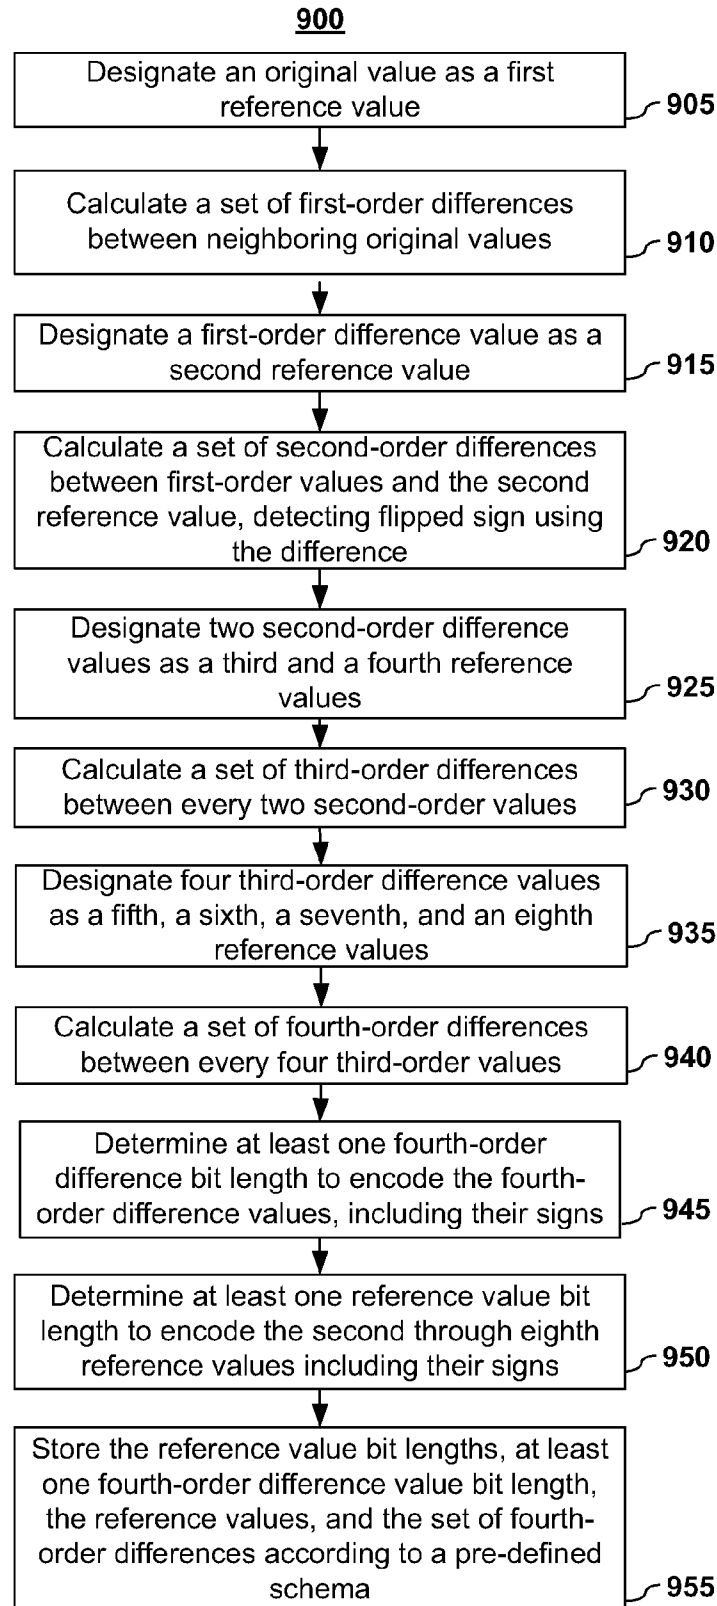 900
Designate an original value as a first
reference value
905
Calculate a set of first-order differences
between neighboring original values
910
Designate a first-order difference value as a
second reference value
915
Calculate a set of second-order differences
between first-order values and the second
reference value, detecting flipped sign using
the difference
920
Designate two second-order difference
values as a third and a fourth reference
values
925
Calculate a set of third-order differences
between every two second-order values
930
Designate four third-order difference values
as a fifth, a sixth, a seventh, and an eighth
reference values
935
Calculate a set of fourth-order differences
between every four third-order values
940
Determine at least one fourth-order
difference bit length to encode the fourth-
order difference values, including their signs
945
Determine at least one reference value bit
length to encode the second through eighth
reference values including their signs
950
Store the reference value bit lengths, at least
one fourth-order difference value bit length,
the reference values, and the set of fourth-
order differences according to a pre-defined
schema
955